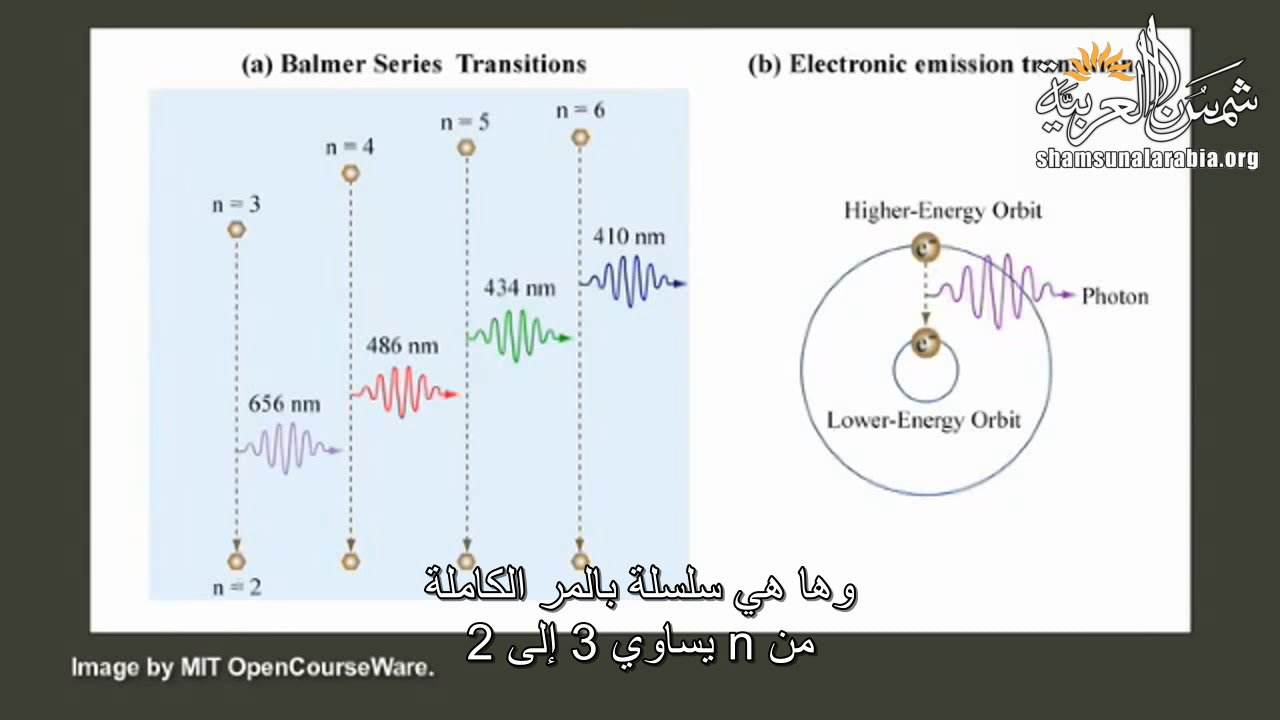 (a) Balmer Series Transitions
(b) Electronic emission
شمس العربية
shamsunalarabia.org
n = 3
n = 4
n = 5
n = 6
656 nm
486 nm
434 nm
410 nm
n = 2
Higher-Energy Orbit
e-
Photon
e-
Lower-Energy Orbit
وها هي سلسلة بالمر الكاملة
من n يساوي 3 إلى 2
Image by MIT OpenCourseWare.